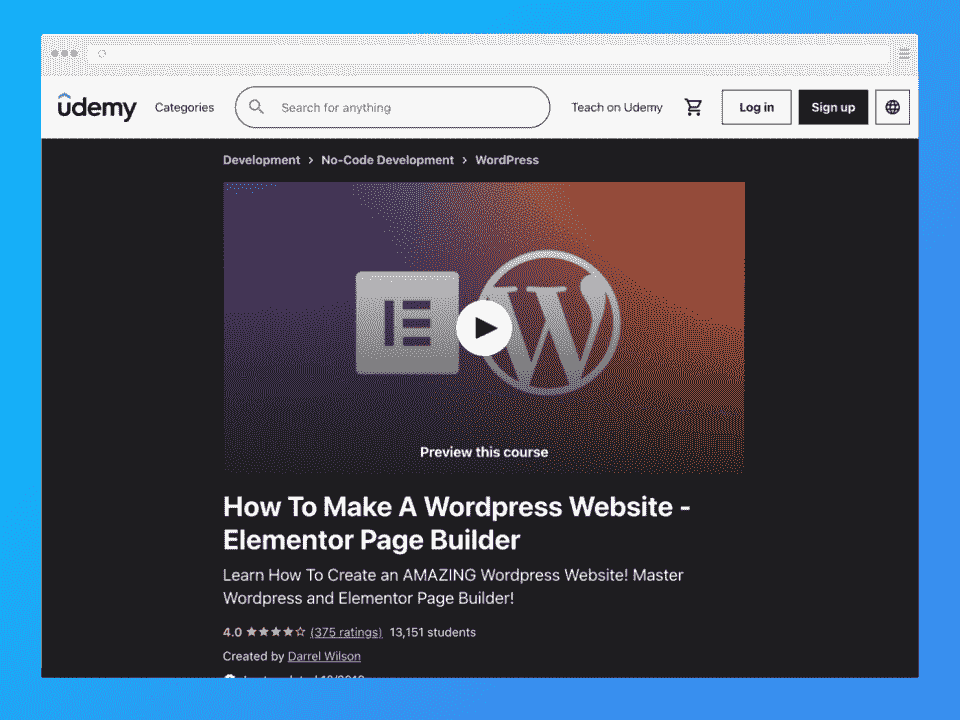 ûdemy Categories Search for anything Teach on Udemy Log in Sign up
Development > No-Code Development > WordPress
Preview this course
How To Make A Wordpress Website -
Elementor Page Builder
Learn How To Create an AMAZING Wordpress Website! Master
Wordpress and Elementor Page Builder!
4.0 (375 ratings) 13,151 students
Created by Darrel Wilson